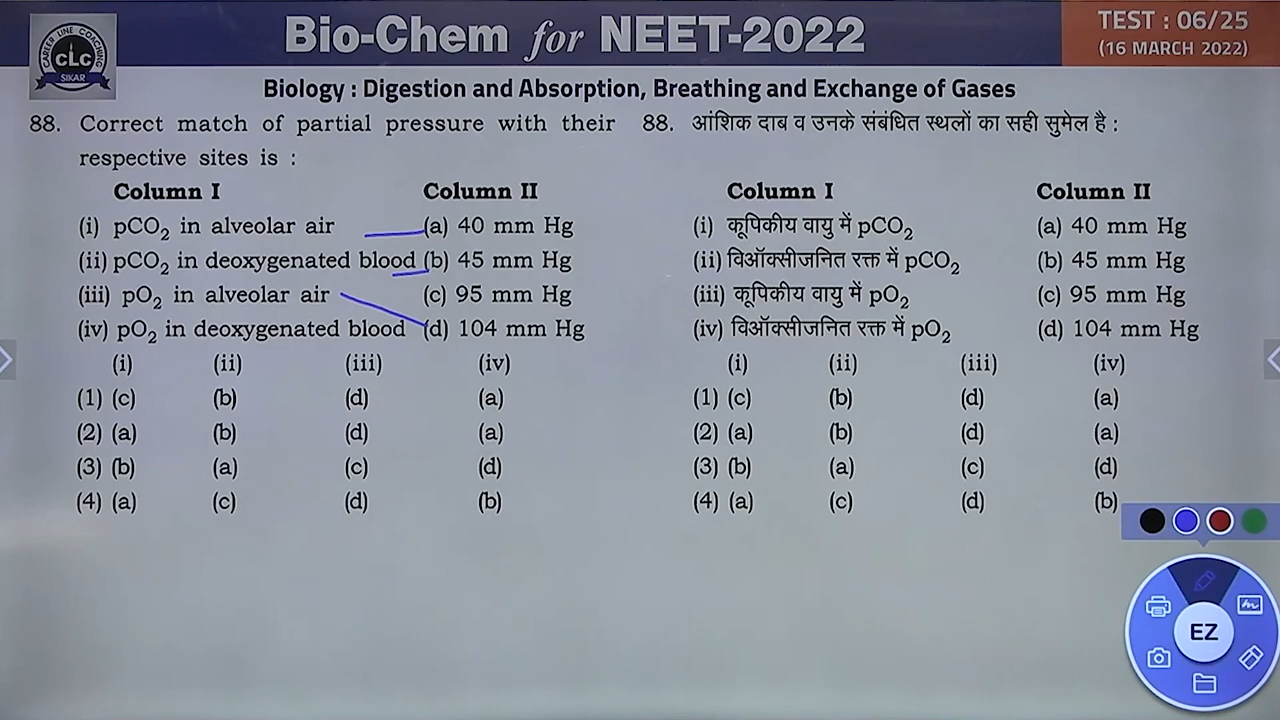 CAREER LINE COACHING
CLC
SIKAR
Bio-Chem for NEET-2022
TEST : 06/25
(16 MARCH 2022)
Biology : Digestion and Absorption, Breathing and Exchange of Gases
88. Correct match of partial pressure with their
respective sites is :
Column I Column II
(i) pCO₂ in alveolar air (a) 40 mm Hg
(ii) pCO₂ in deoxygenated blood (b) 45 mm Hg
(iii) pO₂ in alveolar air (c) 95 mm Hg
(iv) pO₂ in deoxygenated blood (d) 104 mm Hg
(i) (ii) (iii) (iv)
(1) (c) (b) (d) (a)
(2) (a) (b) (d) (a)
(3) (b) (a) (c) (d)
(4) (a) (c) (d) (b)
88. आंशिक दाब व उनके संबंधित स्थलों का सही सुमेल है :
Column I Column II
(i) कूपिकीय वायु में pCO₂ (a) 40 mm Hg
(ii) विऑक्सीजनित रक्त में pCO₂ (b) 45 mm Hg
(iii) कूपिकीय वायु में pO₂ (c) 95 mm Hg
(iv) विऑक्सीजनित रक्त में pO₂ (d) 104 mm Hg
(i) (ii) (iii) (iv)
(1) (c) (b) (d) (a)
(2) (a) (b) (d) (a)
(3) (b) (a) (c) (d)
(4) (a) (c) (d) (b)
EZ